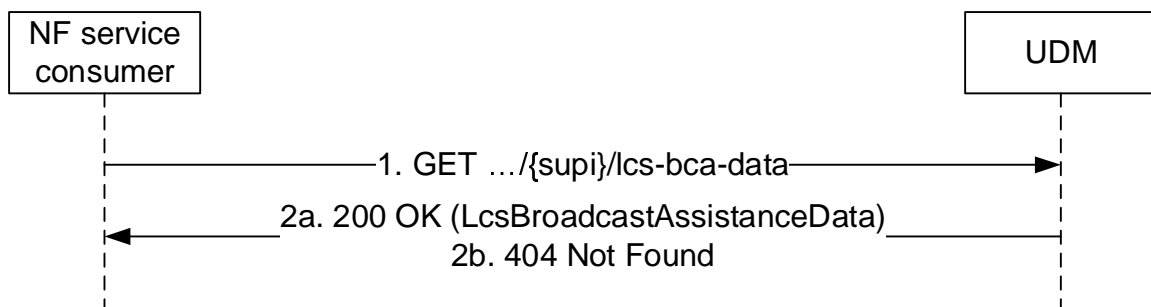 NF service
consumer
UDM
1. GET …/{supi}/lcs-bca-data
2a. 200 OK (LcsBroadcastAssistanceData)
2b. 404 Not Found